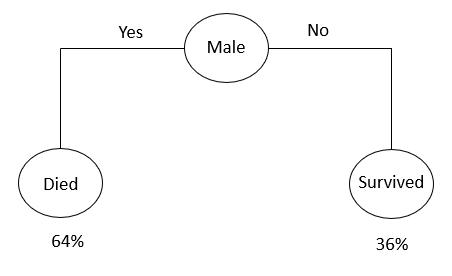 Yes
Male
No
Died
Survived
64%
36%